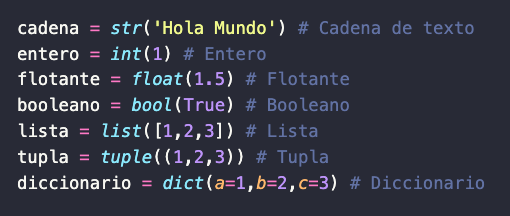 cadena = str('Hola Mundo') # Cadena de texto
entero = int(1) # Entero
flotante = float(1.5) # Flotante
booleano = bool(True) # Booleano
lista = list([1,2,3]) # Lista
tupla = tuple((1,2,3)) # Tupla
diccionario = dict(a=1,b=2,c=3) # Diccionario